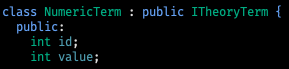 class NumericTerm : public ITheoryTerm {
  public:
    int id;
    int value;